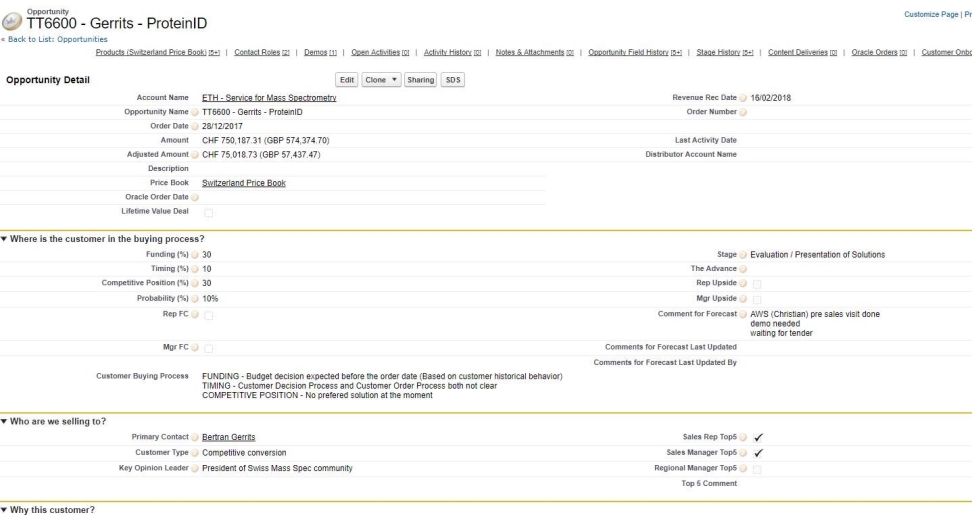 Opportunity
TT6600 - Gerrits - ProteinID
Customize Page | Pr
« Back to List: Opportunities
Products (Switzerland Price Book) [5+] | Contact Roles [2] | Demos [1] | Open Activities [0] | Activity History [0] | Notes & Attachments [0] | Opportunity Field History [5+] | Stage History [5+] | Content Deliveries [0] | Oracle Orders [0] | Customer Onbo
Opportunity Detail Edit Clone Sharing SDS
Account Name ETH - Service for Mass Spectrometry Revenue Rec Date 16/02/2018
Opportunity Name TT6600 - Gerrits - ProteinID Order Number
Order Date 28/12/2017
Amount CHF 750,187.31 (GBP 574,374.70) Last Activity Date
Adjusted Amount CHF 75,018.73 (GBP 57,437.47) Distributor Account Name
Description
Price Book Switzerland Price Book
Oracle Order Date
Lifetime Value Deal
Where is the customer in the buying process?
Funding (%) 30 Stage Evaluation / Presentation of Solutions
Timing (%) 10 The Advance
Competitive Position (%) 30 Rep Upside
Probability (%) 10% Mgr Upside
Rep FC Comment for Forecast AWS (Christian) pre sales visit done
demo needed
waiting for tender
Mgr FC Comments for Forecast Last Updated
Comments for Forecast Last Updated By
Customer Buying Process FUNDING - Budget decision expected before the order date (Based on customer historical behavior)
TIMING - Customer Decision Process and Customer Order Process both not clear
COMPETITIVE POSITION - No prefered solution at the moment
Who are we selling to?
Primary Contact Bertran Gerrits Sales Rep Top5
Customer Type Competitive conversion Sales Manager Top5
Key Opinion Leader President of Swiss Mass Spec community Regional Manager Top5
Top 5 Comment
Why this customer?